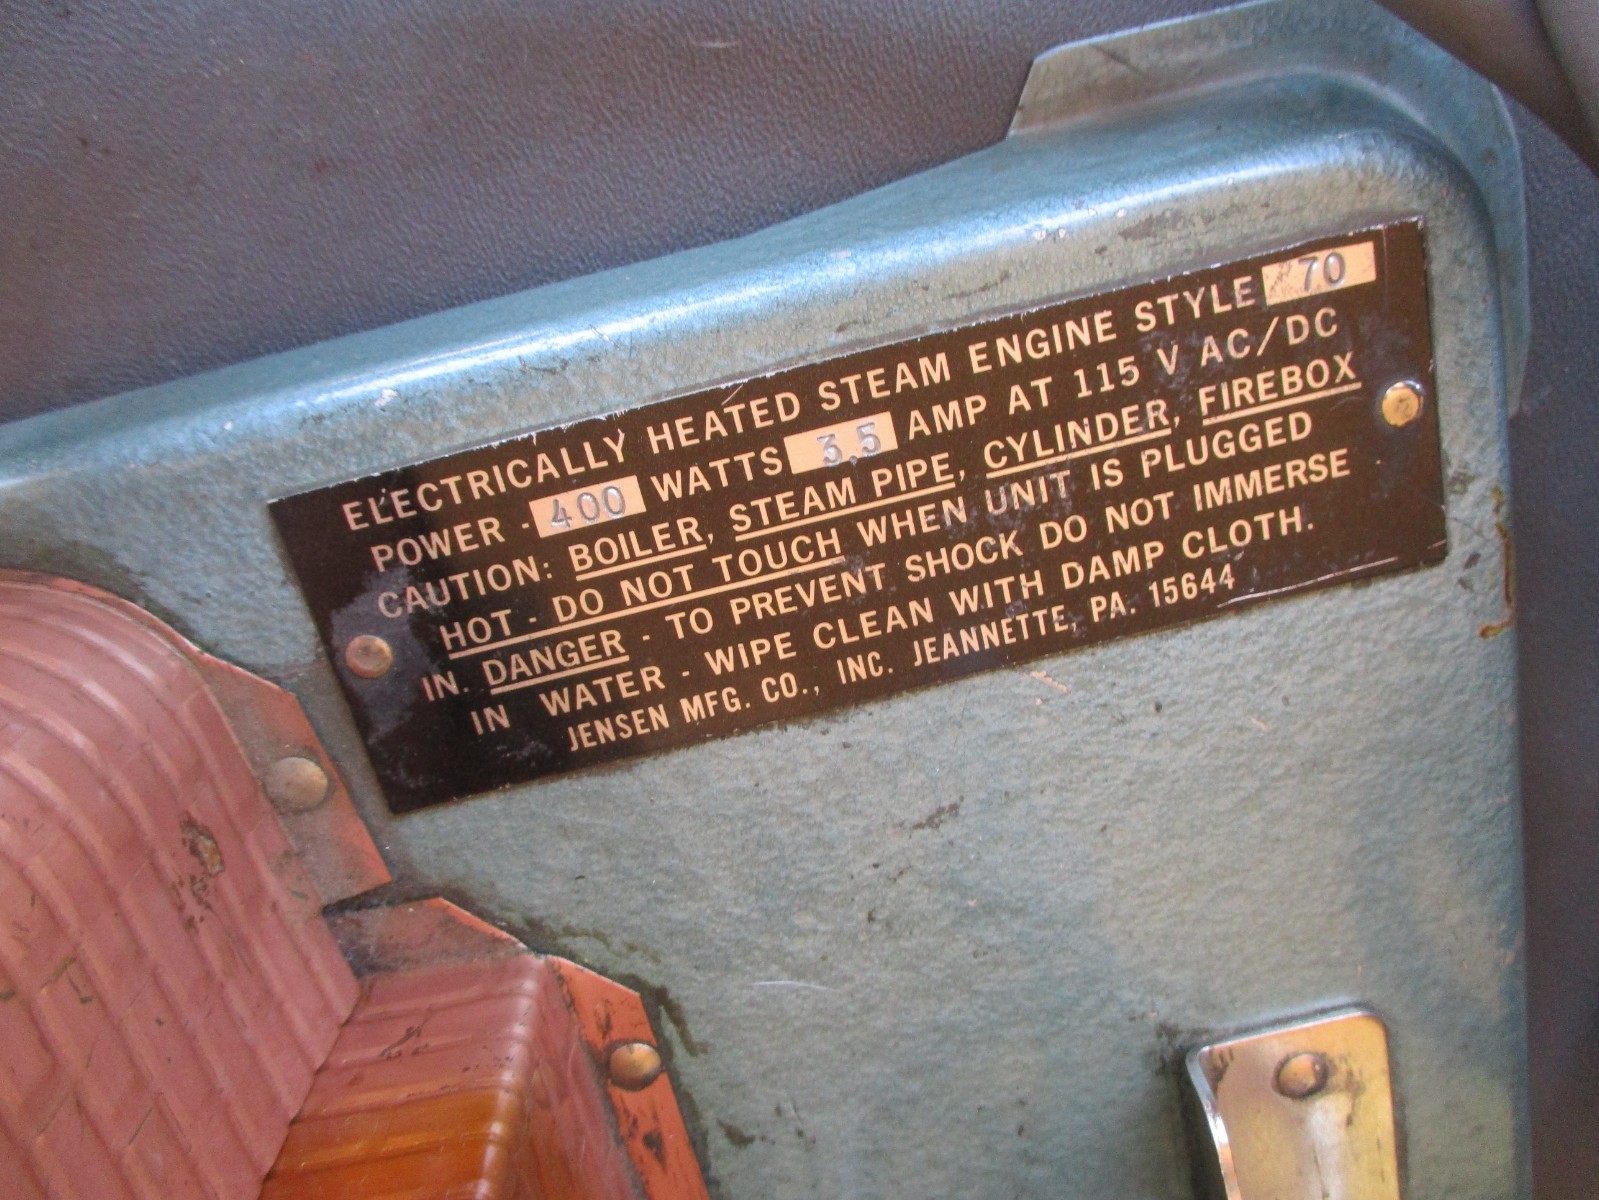 ELECTRICALLY HEATED STEAM ENGINE STYLE 70
POWER - 400 WATTS 3.5 AMP AT 115 V AC/DC
CAUTION: BOILER, STEAM PIPE, CYLINDER, FIREBOX
HOT - DO NOT TOUCH WHEN UNIT IS PLUGGED
IN. DANGER - TO PREVENT SHOCK DO NOT IMMERSE
IN WATER - WIPE CLEAN WITH DAMP CLOTH.
JENSEN MFG. CO., INC. JEANNETTE, PA. 15644